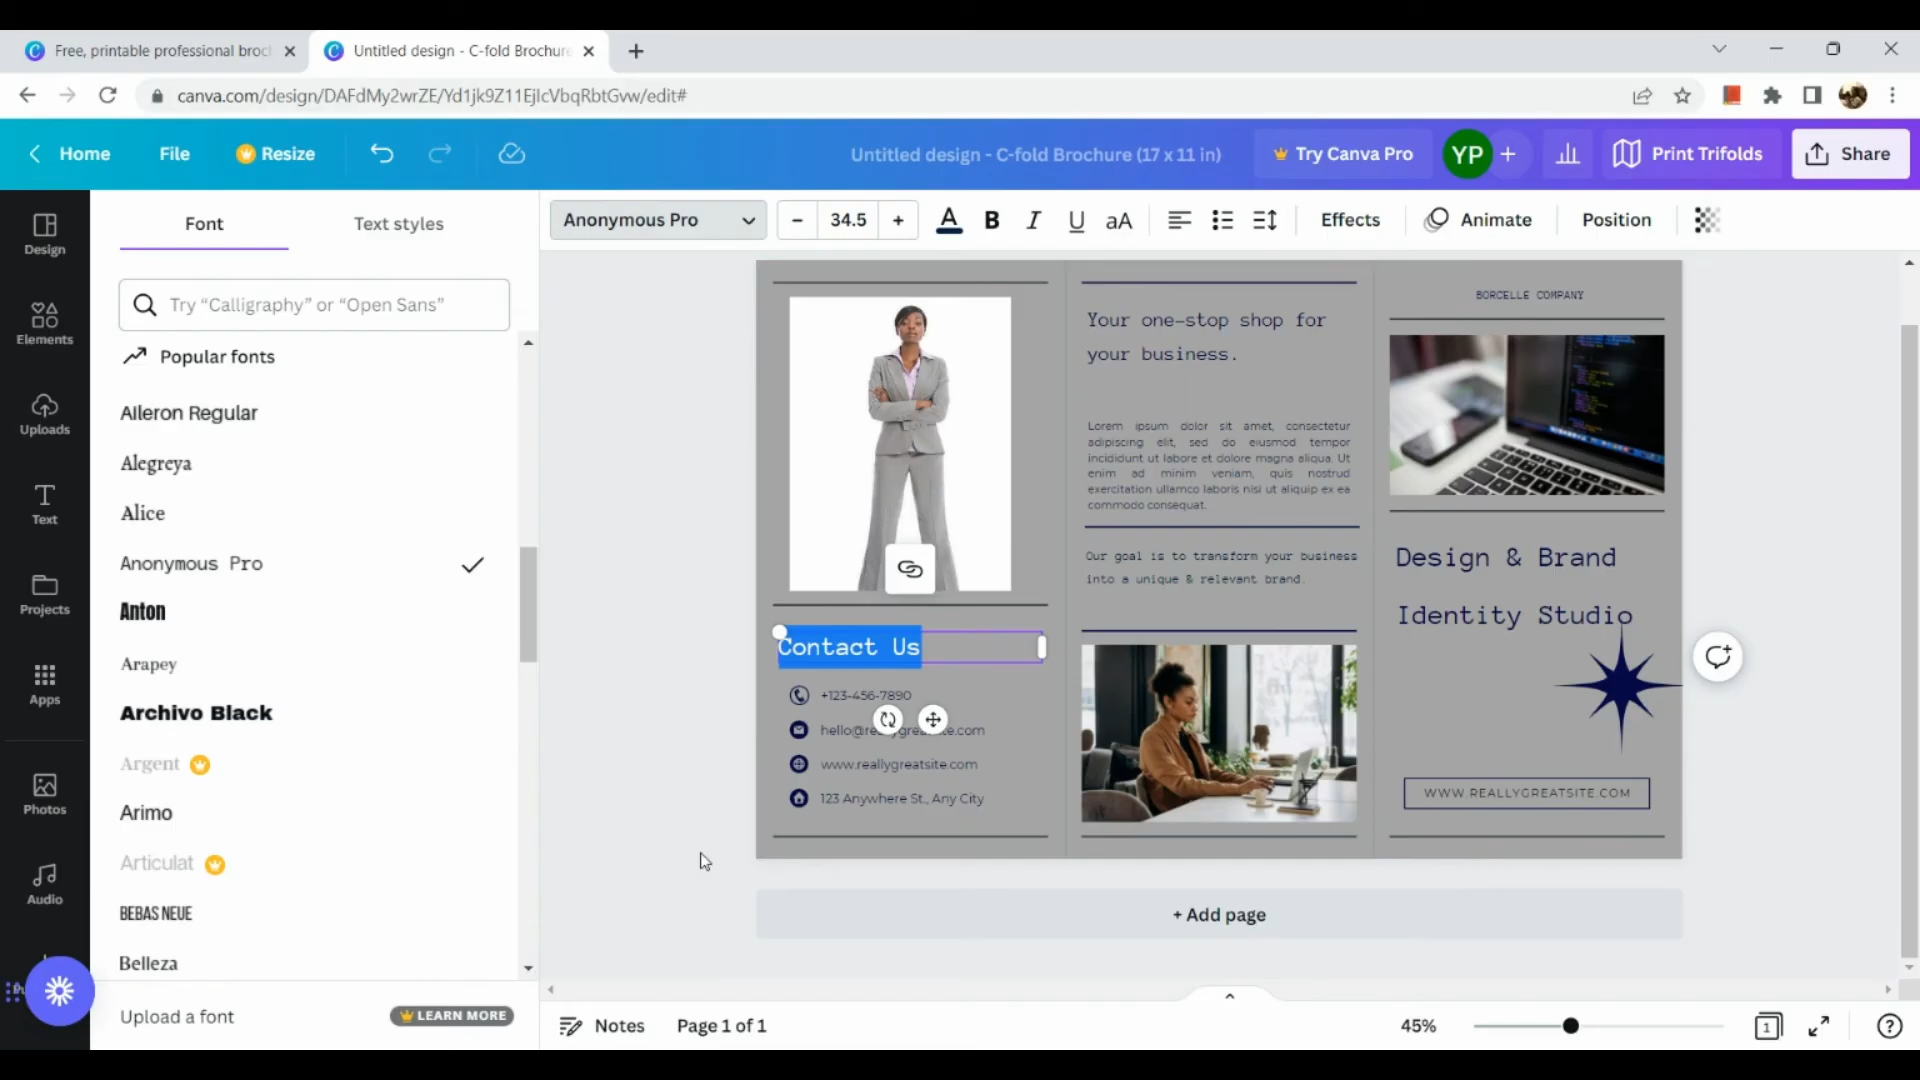 Free, printable professional broc
Untitled design - C-fold Brochure
canva.com/design/DAFdMy2wrZE/Yd1jk9Z11EjIcVbqRbtGvw/edit#
Home
File
Resize
Untitled design - C-fold Brochure (17 x 11 in)
Try Canva Pro
YP
Print Trifolds
Share
Design
Elements
Uploads
Text
Projects
Apps
Photos
Audio
Font
Text styles
Try “Calligraphy” or “Open Sans”
Popular fonts
Aileron Regular
Alegreya
Alice
Anonymous Pro
Anton
Arapey
Archivo Black
Argent
Arimo
Articulat
BEBAS NEUE
Belleza
Upload a font
LEARN MORE
Anonymous Pro
- 34.5 +
A B I U aA
Effects
Animate
Position
Contact Us
+123-456-7890
www.reallygreatsite.com
123 Anywhere St., Any City
Your one-stop shop for
your business.
Lorem ipsum dolor sit amet, consectetur
adipiscing elit, sed do eiusmod tempor
incididunt ut labore et dolore magna aliqua. Ut
enim ad minim veniam, quis nostrud
exercitation ullamco laboris nisi ut aliquip ex ea
commodo consequat.
Our goal is to transform your business
into a unique & relevant brand.
BORCELLE COMPANY
Design & Brand
Identity Studio
WWW.REALLYGREATSITE.COM
+ Add page
Notes
Page 1 of 1
45%
1